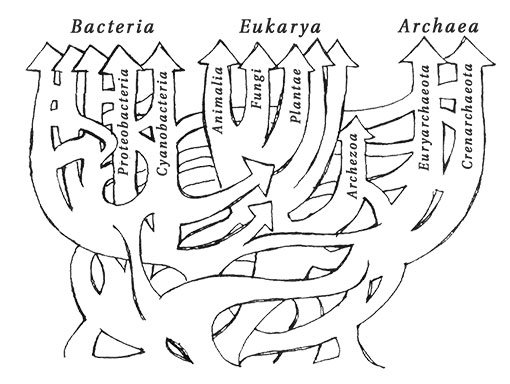 Bacteria
Eukarya
Archaea
Proteobacteria
Cyanobacteria
Animalia
Fungi
Plantae
Archezoa
Euryarchaeota
Crenarchaeota